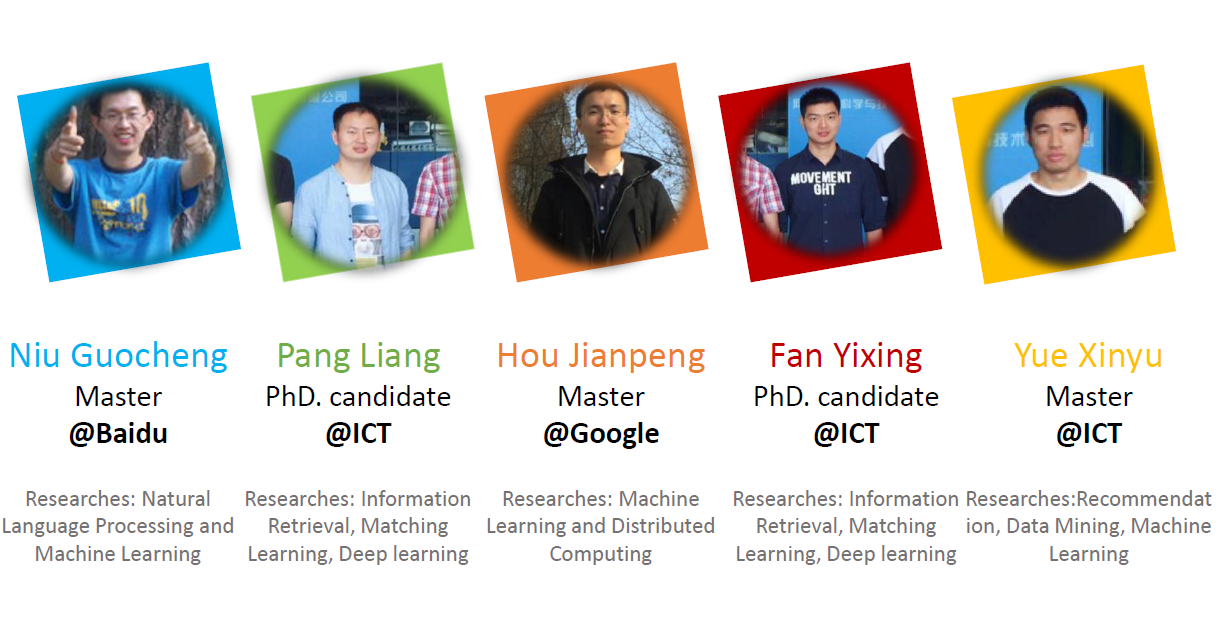 Niu Guocheng
Master
@Baidu
Researches: Natural
Language Processing and
Machine Learning
Pang Liang
PhD. candidate
@ICT
Researches: Information
Retrieval, Matching
Learning, Deep learning
Hou Jianpeng
Master
@Google
Researches: Machine
Learning and Distributed
Computing
MOVEMENT
GHT
Fan Yixing
PhD. candidate
@ICT
Researches: Information
Retrieval, Matching
Learning, Deep learning
Yue Xinyu
Master
@ICT
Researches:Recommendat
ion, Data Mining, Machine
Learning